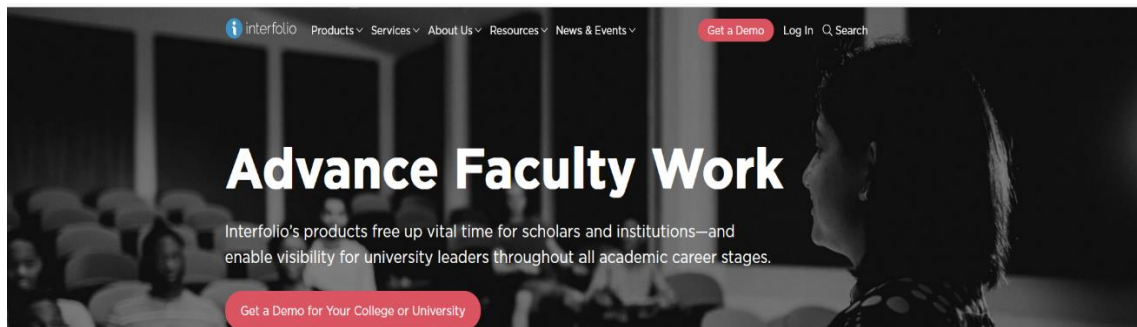 interfolio Products Services About Us Resources News & Events Get a Demo Log In Search
Advance Faculty Work
Interfolio's products free up vital time for scholars and institutions—and
enable visibility for university leaders throughout all academic career stages.
Get a Demo for Your College or University